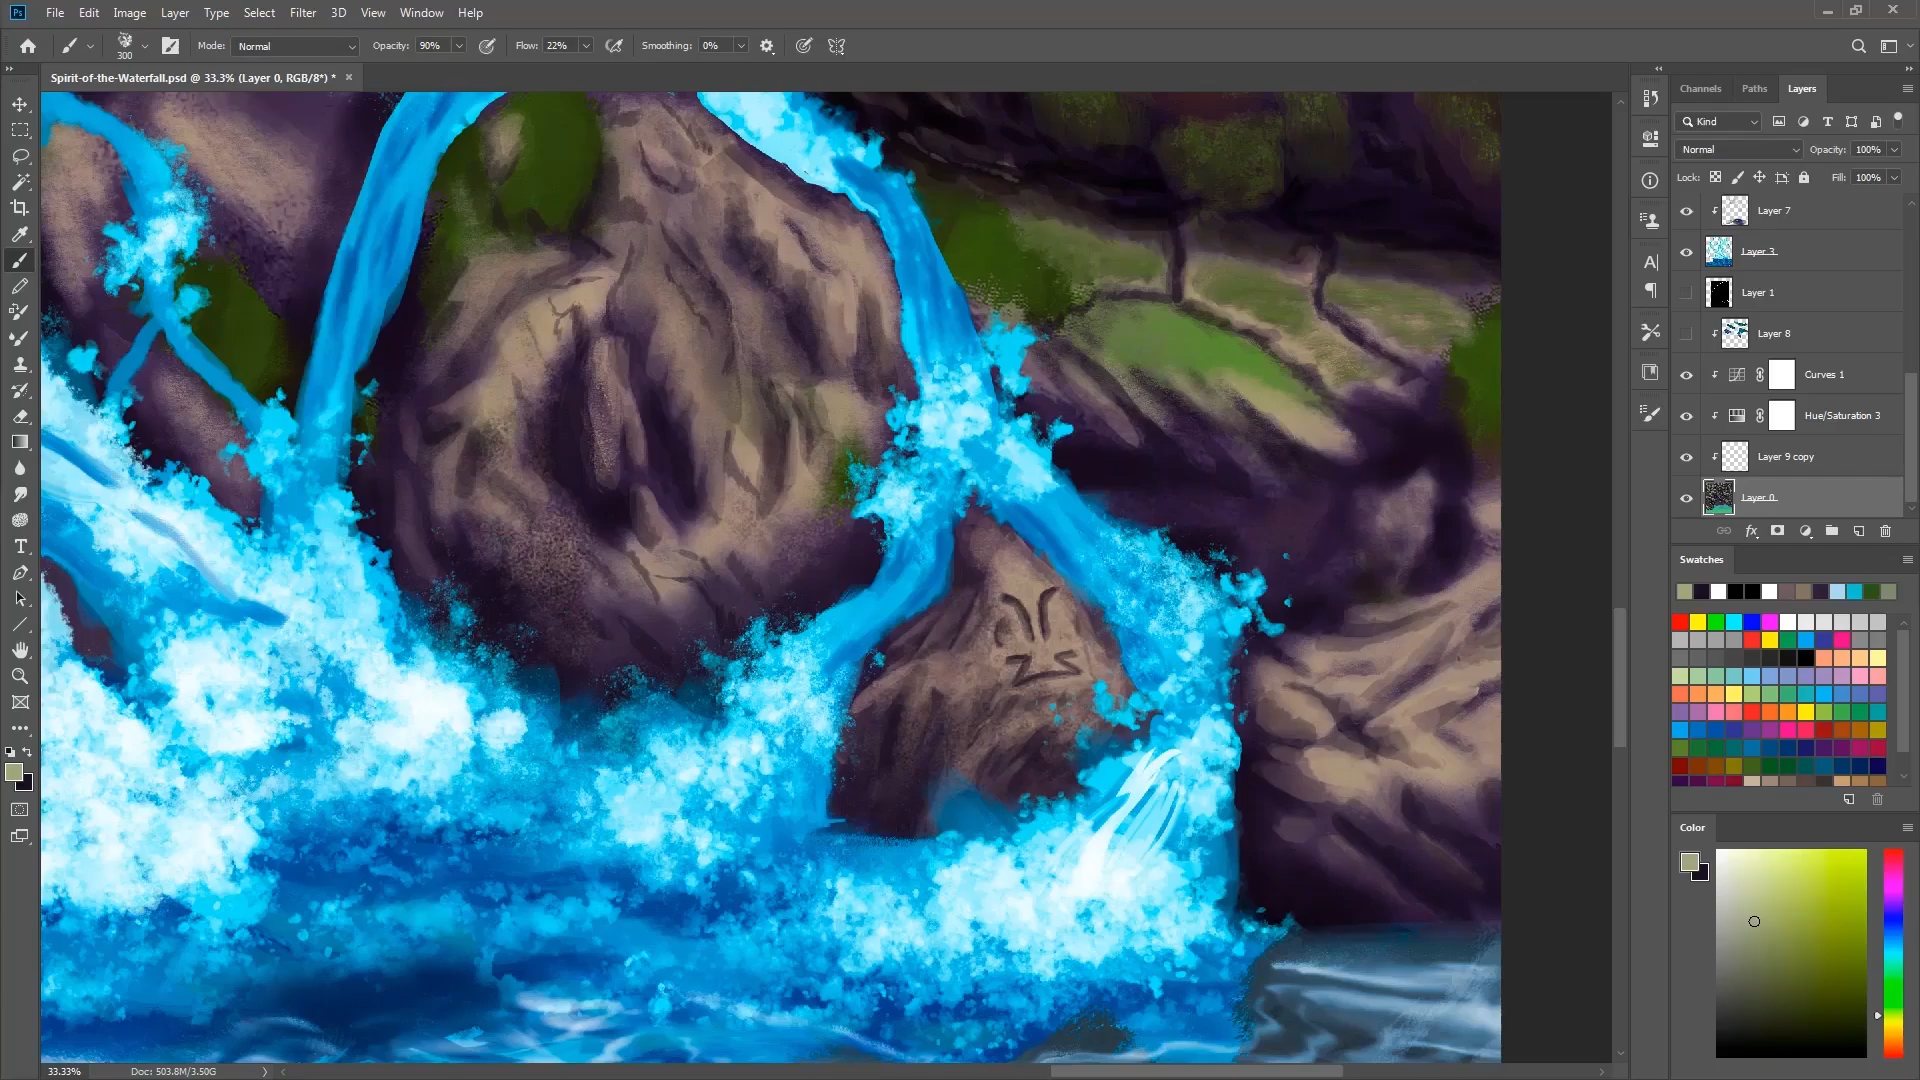 Ps File Edit Image Layer Type Select Filter 3D View Window Help
300 Mode: Normal Opacity: 90% Flow: 22% Smoothing: 0%
Spirit-of-the-Waterfall.psd @ 33.3% (Layer 0, RGB/8*) * ×
Channels Paths Layers
Kind
Normal Opacity: 100%
Lock: Fill: 100%
Layer 7
Layer 3
Layer 1
Layer 8
Curves 1
Hue/Saturation 3
Layer 9 copy
Layer 0
fx
Swatches
Color
33.33% Doc: 503.8M/3.50G